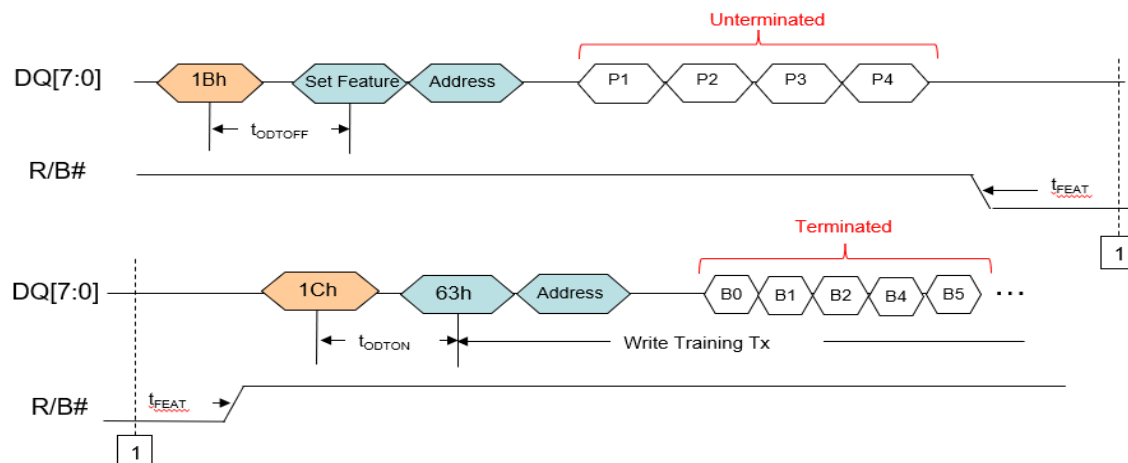 Unterminated
DQ[7:0] 1Bh Set Feature Address P1 P2 P3 P4
tODTOFF
R/B#
tFEAT
1
Terminated
DQ[7:0] 1Ch 63h Address B0 B1 B2 B4 B5 ...
tODTON Write Training Tx
tFEAT
R/B#
1